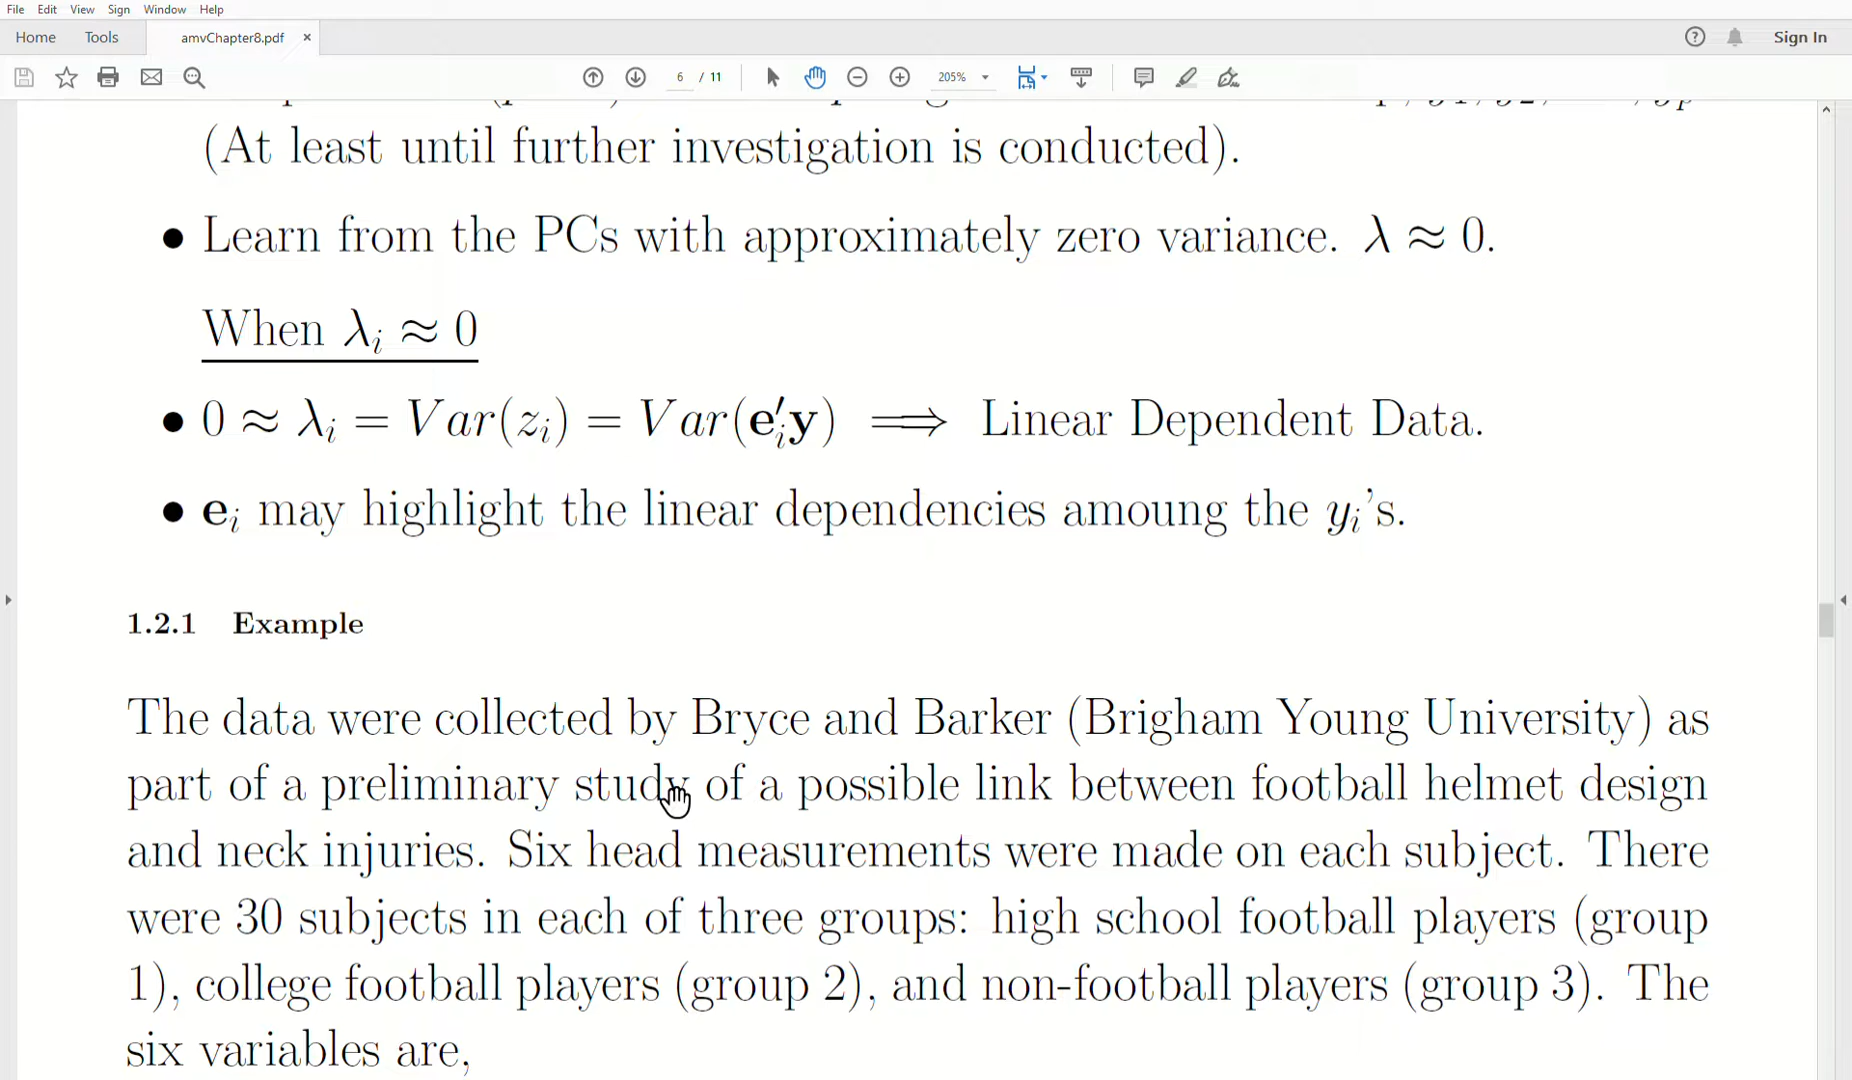 File Edit View Sign Window Help
Home Tools amvChapter8.pdf × Sign In
6 / 11 205%
(At least until further investigation is conducted).
• Learn from the PCs with approximately zero variance. λ ≈ 0.
When λᵢ ≈ 0
• 0 ≈ λᵢ = Var(zᵢ) = Var(e′ᵢy) ⟹ Linear Dependent Data.
• eᵢ may highlight the linear dependencies amoung the yᵢ's.
1.2.1 Example
The data were collected by Bryce and Barker (Brigham Young University) as
part of a preliminary study of a possible link between football helmet design
and neck injuries. Six head measurements were made on each subject. There
were 30 subjects in each of three groups: high school football players (group
1), college football players (group 2), and non-football players (group 3). The
six variables are,